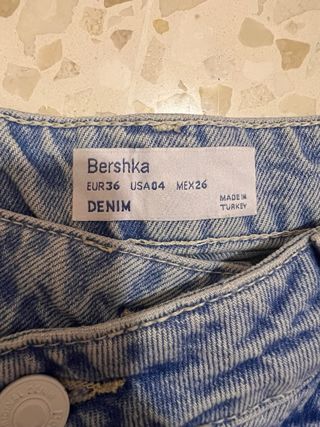 Bershka
EUR36 USA04 MEX26
DENIM
MADE IN
TURKEY